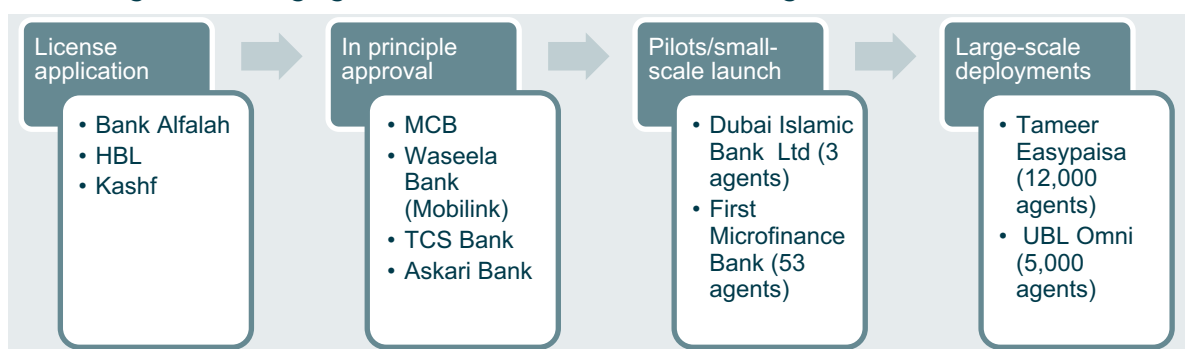 License
application
• Bank Alfalah
• HBL
• Kashf
In principle
approval
• MCB
• Waseela
Bank
(Mobilink)
• TCS Bank
• Askari Bank
Pilots/small-
scale launch
• Dubai Islamic
Bank Ltd (3
agents)
• First
Microfinance
Bank (53
agents)
Large-scale
deployments
• Tameer
Easypaisa
(12,000
agents)
• UBL Omni
(5,000
agents)